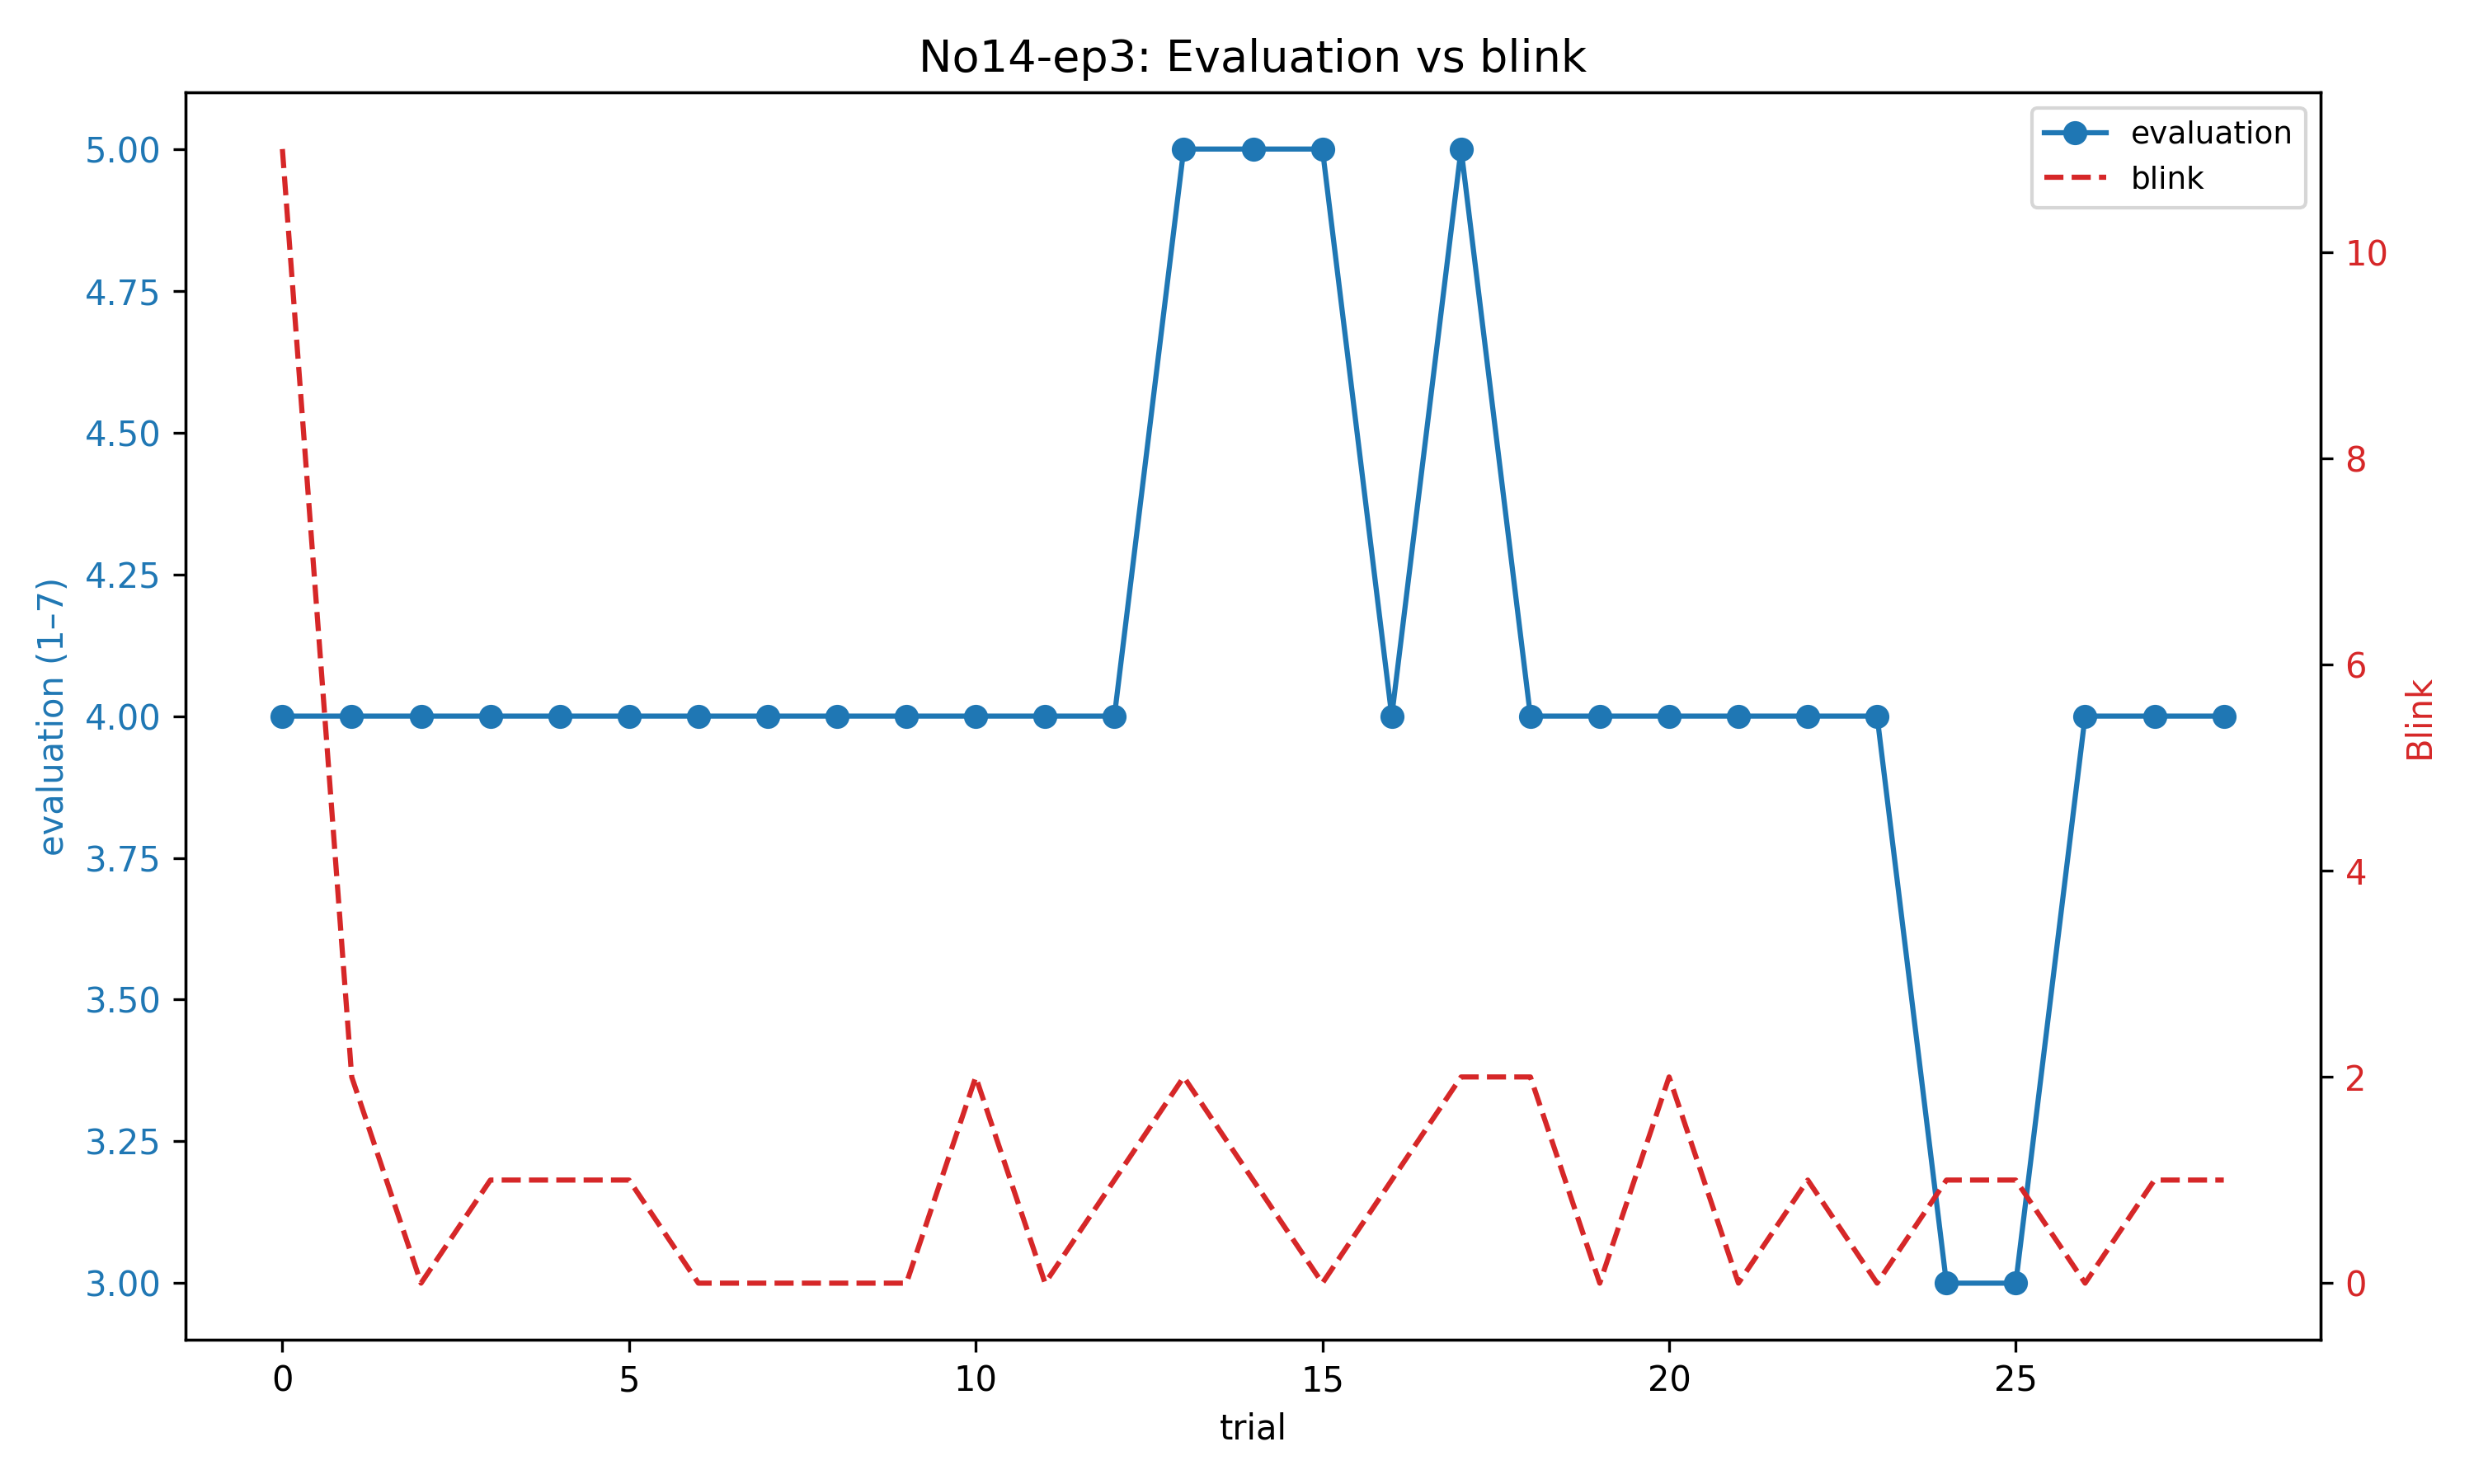 No14-ep3: Evaluation vs blink
evaluation
blink
evaluation (1–7)
5.00
4.75
4.50
4.25
4.00
3.75
3.50
3.25
3.00
10
8
6
4
2
0
Blink
0 5 10 15 20 25
trial